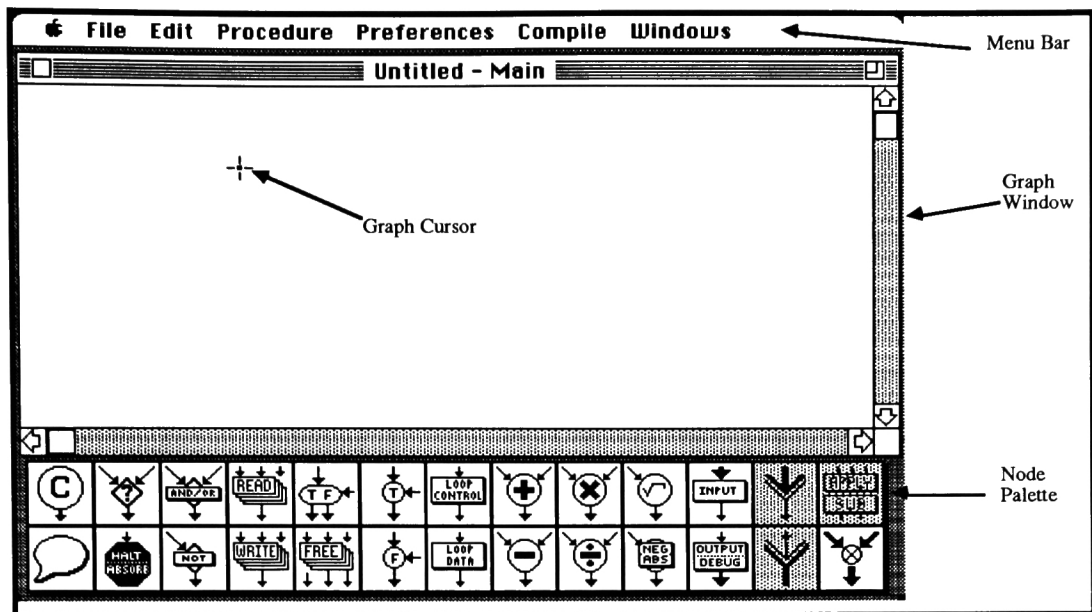 File Edit Procedure Preferences Compile Windows
Menu Bar
Untitled - Main
Graph
Window
Graph Cursor
Node
Palette
C ? AND/OR READ T F T LOOP
CONTROL + × √ INPUT APPLY
SUB
HALT
ABSORB NOT WRITE FREE F LOOP
DATA − ÷ NEG
ABS OUTPUT
DEBUG